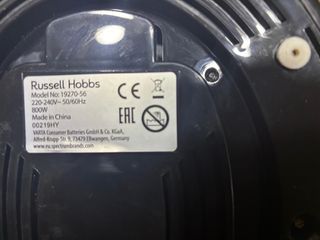 Russell Hobbs
Model No: 19270-56
220-240V~ 50/60Hz
800W
Made in China
00219HY
EAC
VARTA Consumer Batteries GmbH & Co. KGaA,
Alfred-Krupp-Str. 9, 73479 Ellwangen, Germany
www.eu.spectrumbrands.com